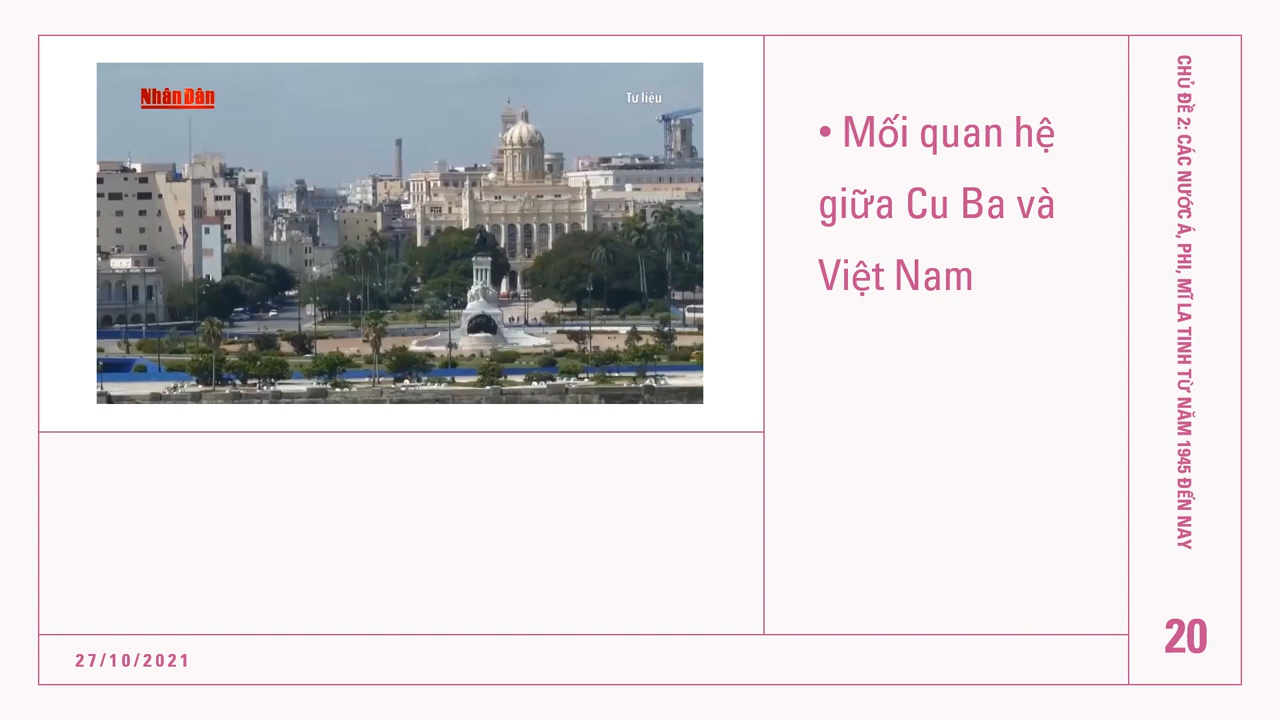 Nhân Dân
Tư liệu
• Mối quan hệ
giữa Cu Ba và
Việt Nam
CHỦ ĐỀ 2: CÁC NƯỚC Á, PHI, MĨ LA TINH TỪ NĂM 1945 ĐẾN NAY
27/10/2021
20